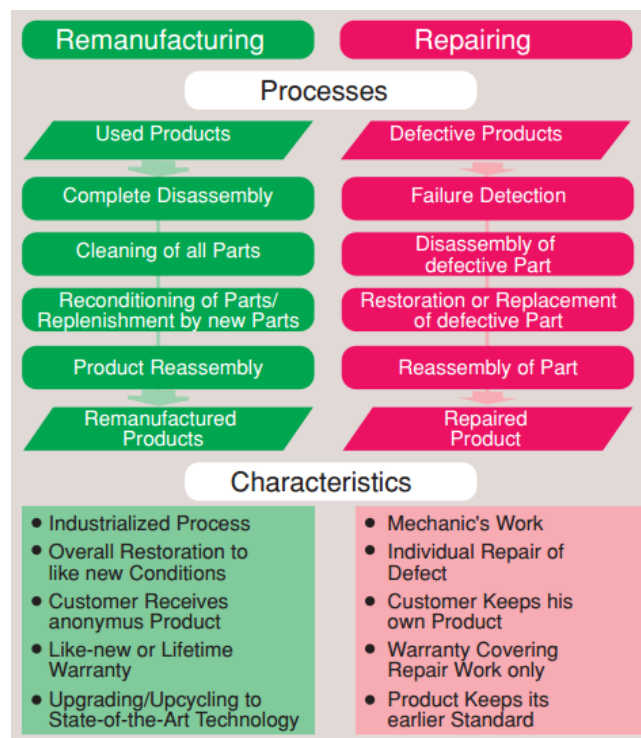 Remanufacturing
Repairing
Processes
Used Products
Complete Disassembly
Cleaning of all Parts
Reconditioning of Parts/
Replenishment by new Parts
Product Reassembly
Remanufactured
Products
Defective Products
Failure Detection
Disassembly of
defective Part
Restoration or Replacement
of defective Part
Reassembly of Part
Repaired
Product
Characteristics
• Industrialized Process
• Overall Restoration to
like new Conditions
• Customer Receives
anonymus Product
• Like-new or Lifetime
Warranty
• Upgrading/Upcycling to
State-of-the-Art Technology
• Mechanic's Work
• Individual Repair of
Defect
• Customer Keeps his
own Product
• Warranty Covering
Repair Work only
• Product Keeps its
earlier Standard